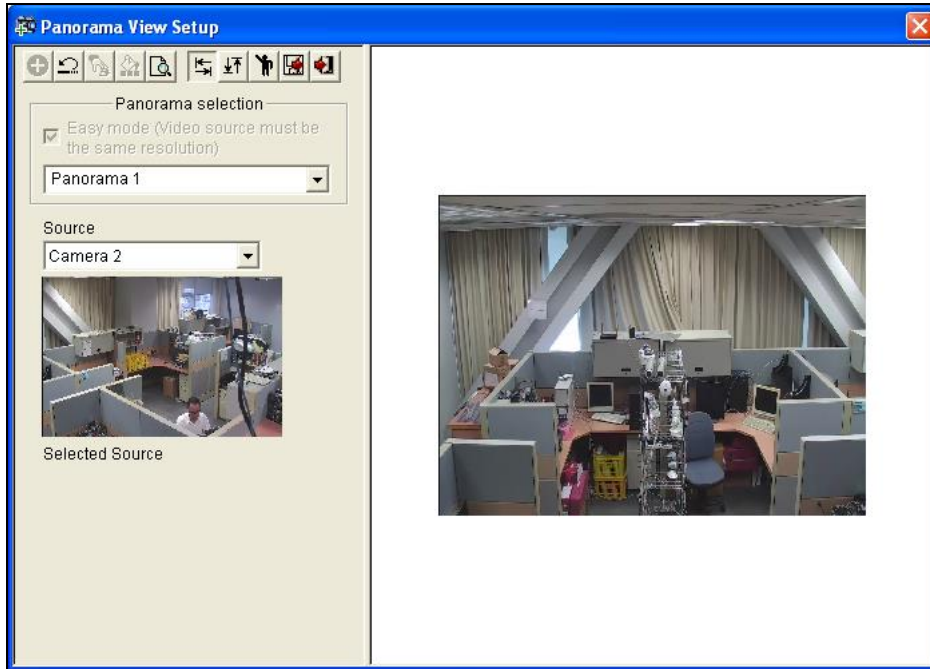 Panorama View Setup
Panorama selection
Easy mode (Video source must be
the same resolution)
Panorama 1
Source
Camera 2
Selected Source